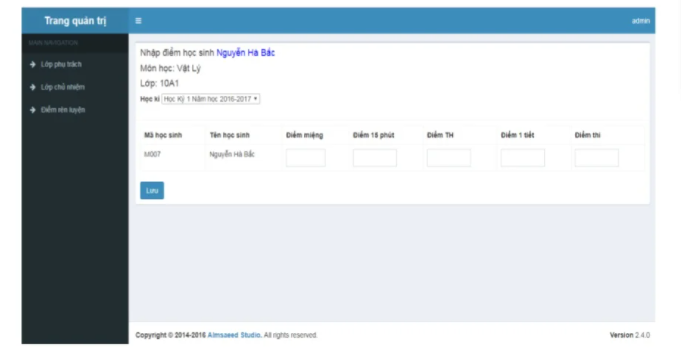 Trang quản trị
admin
MAIN NAVIGATION
Lớp phụ trách
Lớp chủ nhiệm
Điểm rèn luyện
Nhập điểm học sinh Nguyễn Hà Bắc
Môn học: Vật Lý
Lớp: 10A1
Học kì Học Kỳ 1 Năm học 2016-2017
Mã học sinh Tên học sinh Điểm miệng Điểm 15 phút Điểm TH Điểm 1 tiết Điểm thi
M007 Nguyễn Hà Bắc
Lưu
Copyright © 2014-2016 Almsaeed Studio. All rights reserved.
Version 2.4.0